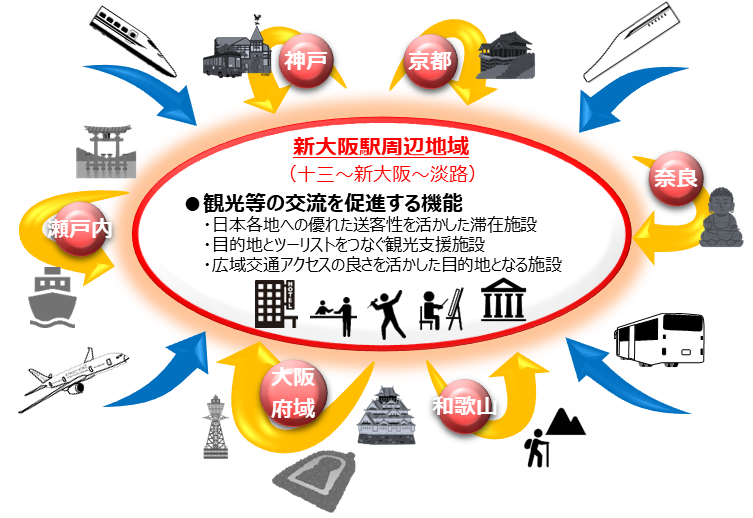 神戸
京都
新大阪駅周辺地域
（十三～新大阪～淡路）
奈良
●観光等の交流を促進する機能
・日本各地への優れた送客性を活かした滞在施設
・目的地とツーリストをつなぐ観光支援施設
・広域交通アクセスの良さを活かした目的地となる施設
瀬戸内
HOTEL
大阪
府域
和歌山